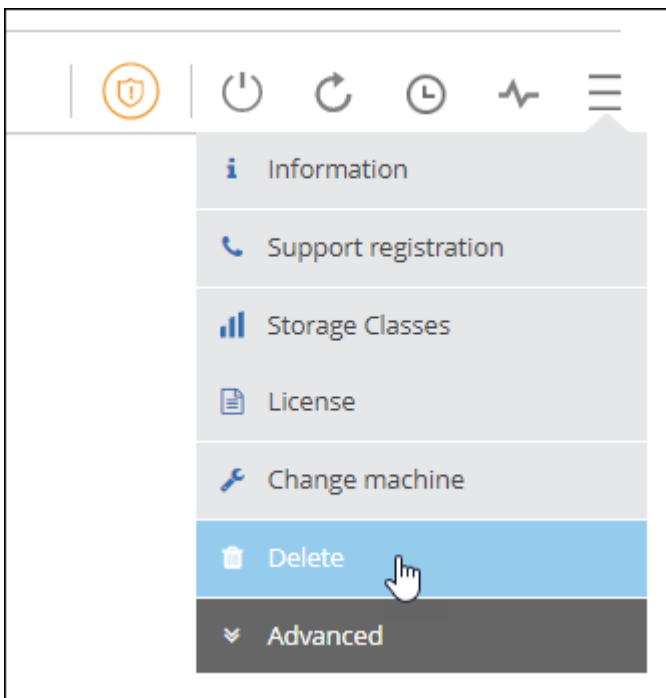 Information
Support registration
Storage Classes
License
Change machine
Delete
Advanced